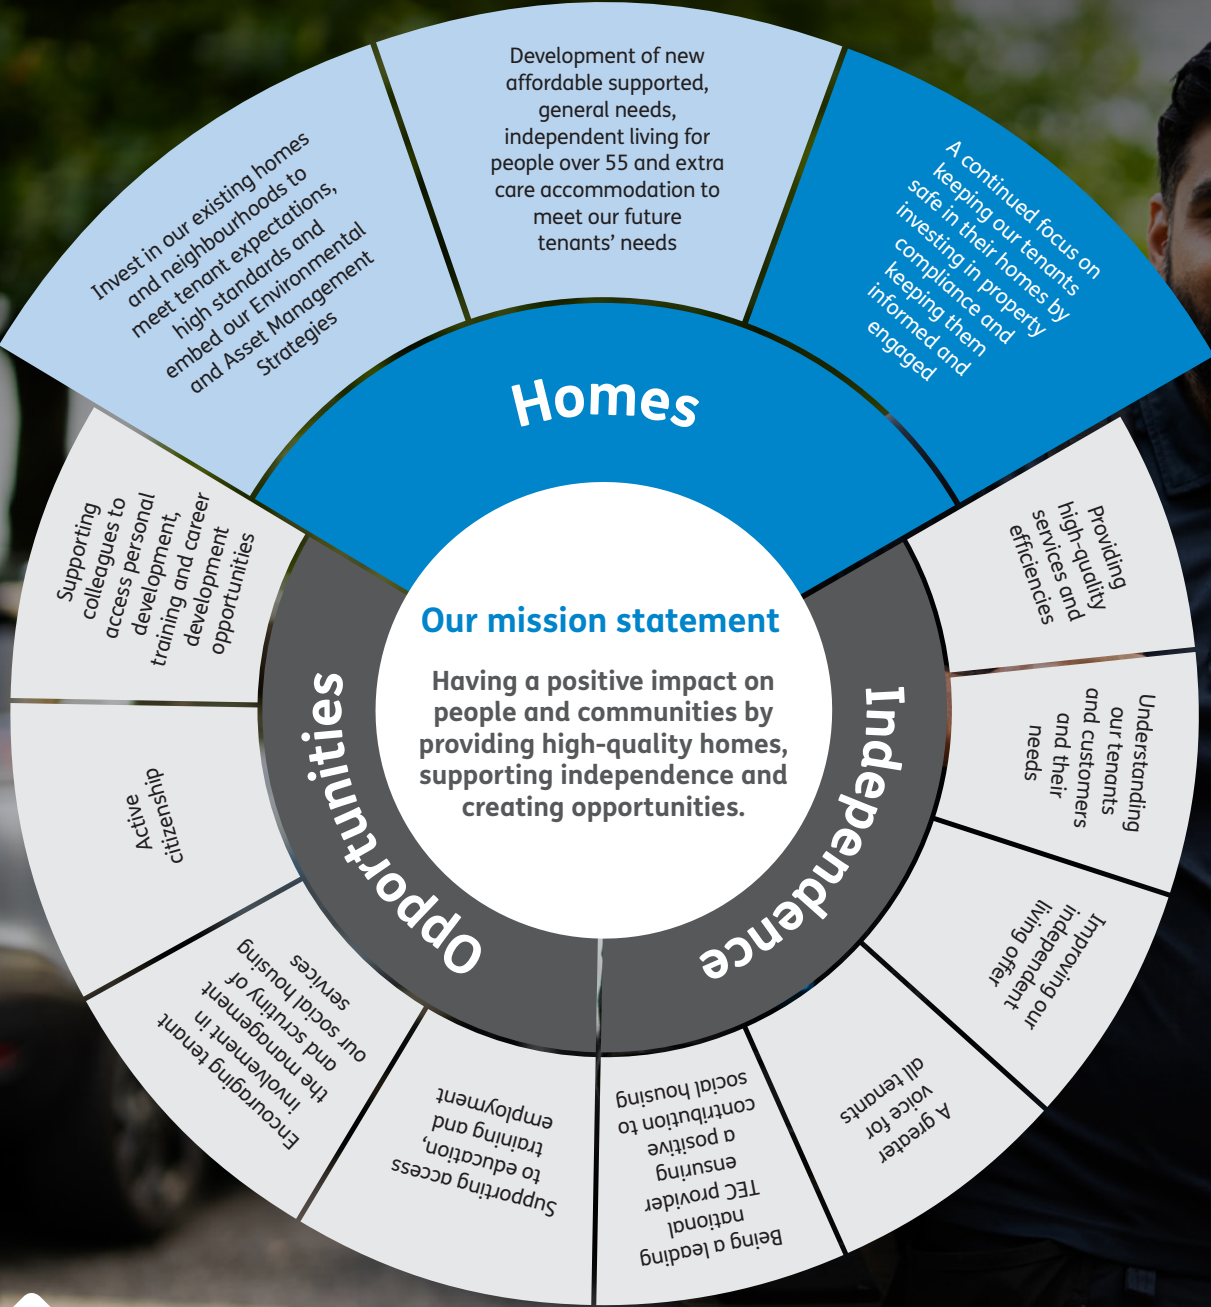 Development of new
affordable supported,
general needs,
independent living for
people over 55 and extra
care accommodation to
meet our future
tenants’ needs
A continued focus on
keeping our tenants
safe in their homes by
investing in property
compliance and
keeping them
informed and
engaged
Invest in our existing homes
and neighbourhoods to
meet tenant expectations,
high standards and
embed our Environmental
and Asset Management
Strategies
Homes
Our mission statement
Having a positive impact on
people and communities by
providing high-quality homes,
supporting independence and
creating opportunities.
Independence
Providing
high-quality
services and
efficiencies
Understanding
our tenants
and customers
and their
needs
Improving our
independent
living offer
A greater
voice for
all tenants
Being a leading
national
TEC provider
ensuring
a positive
contribution to
social housing
Opportunities
Supporting access
to education,
training and
employment
Encouraging tenant
involvement in
the management
and scrutiny of
our social housing
services
Active
citizenship
Supporting
colleagues to
access personal
development,
training and career
development
opportunities